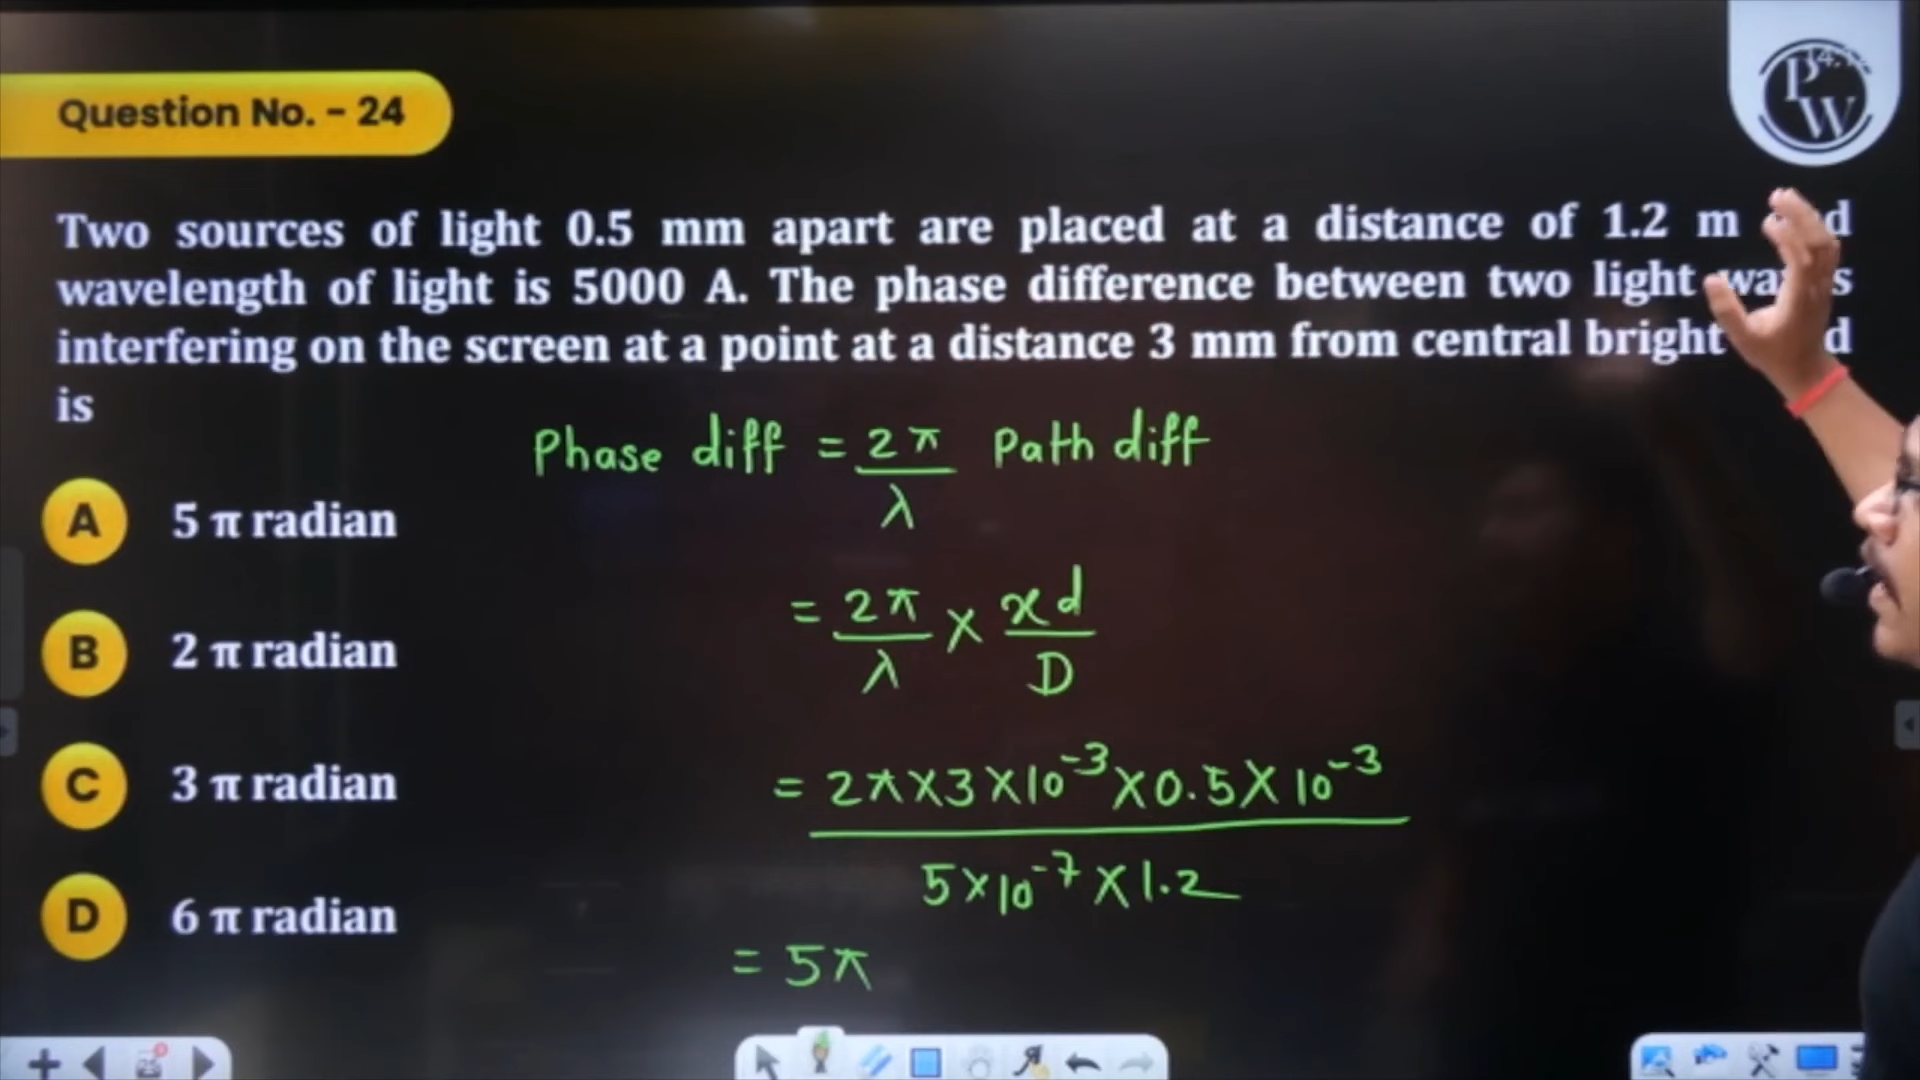 Question No. - 24
PW
Two sources of light 0.5 mm apart are placed at a distance of 1.2 m
wavelength of light is 5000 A. The phase difference between two light
interfering on the screen at a point at a distance 3 mm from central bright
is
Phase diff = 2π/λ Path diff
A 5 π radian
= 2π/λ × xd/D
B 2 π radian
C 3 π radian
= 2π×3×10⁻³×0.5×10⁻³ / 5×10⁻⁷×1.2
D 6 π radian
= 5π